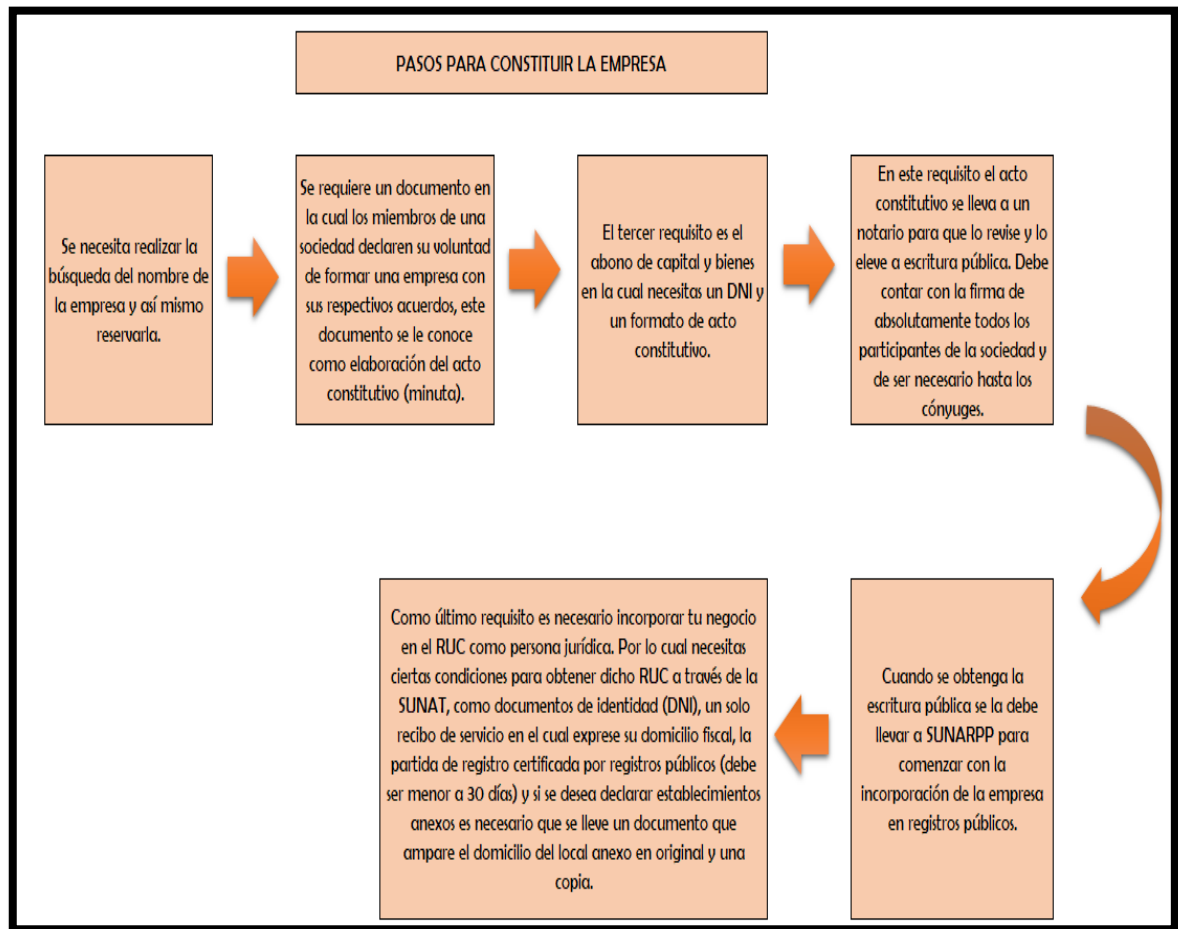 PASOS PARA CONSTITUIR LA EMPRESA
Se necesita realizar la
búsqueda del nombre de
la empresa y así mismo
reservarla.
Se requiere un documento en
la cual los miembros de una
sociedad declaren su voluntad
de formar una empresa con
sus respectivos acuerdos, este
documento se le conoce
como elaboración del acto
constitutivo (minuta).
El tercer requisito es el
abono de capital y bienes
en la cual necesitas un DNI y
un formato de acto
constitutivo.
En este requisito el acto
constitutivo se lleva a un
notario para que lo revise y lo
eleve a escritura pública. Debe
contar con la firma de
absolutamente todos los
participantes de la sociedad y
de ser necesario hasta los
cónyuges.
Cuando se obtenga la
escritura pública se la debe
llevar a SUNARPP para
comenzar con la
incorporación de la empresa
en registros públicos.
Como último requisito es necesario incorporar tu negocio
en el RUC como persona jurídica. Por lo cual necesitas
ciertas condiciones para obtener dicho RUC a través de la
SUNAT, como documentos de identidad (DNI), un solo
recibo de servicio en el cual exprese su domicilio fiscal, la
partida de registro certificada por registros públicos (debe
ser menor a 30 días) y si se desea declarar establecimientos
anexos es necesario que se lleve un documento que
ampare el domicilio del local anexo en original y una
copia.